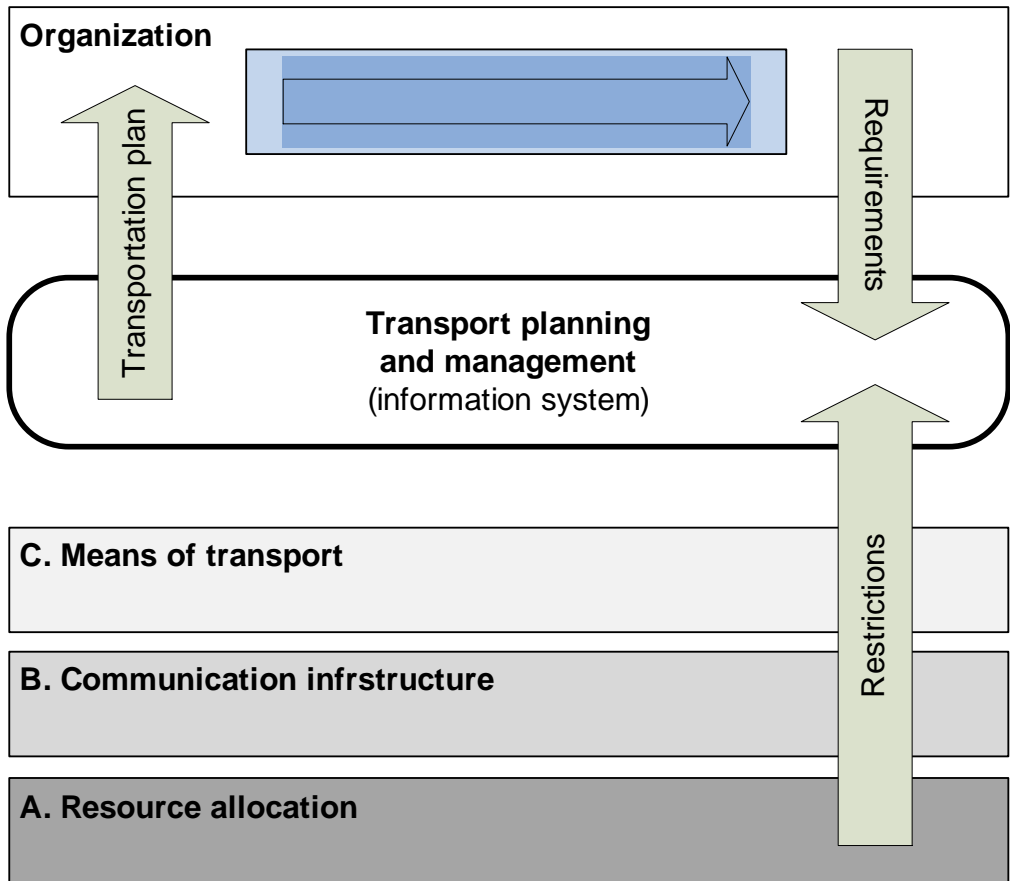 Organization
Transportation plan
Requirements
Transport planning
and management
(information system)
C. Means of transport
Restrictions
B. Communication infrstructure
A. Resource allocation